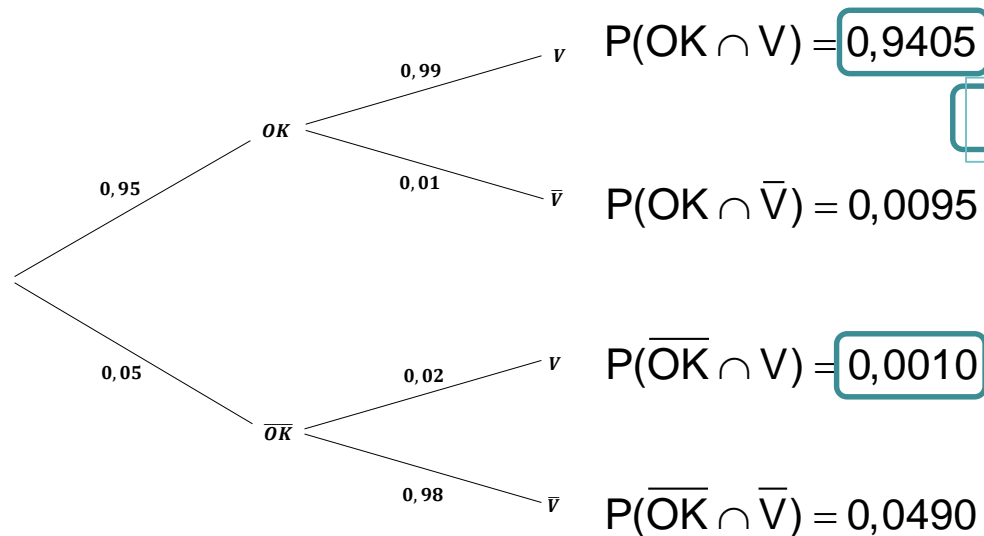 0,99 V P(OK ∩ V) = 0,9405
OK
0,95 0,01 V̅ P(OK ∩ V̅) = 0,0095
0,05 0,02 V P(O̅K̅ ∩ V) = 0,0010
O̅K̅
0,98 V̅ P(O̅K̅ ∩ V̅) = 0,0490